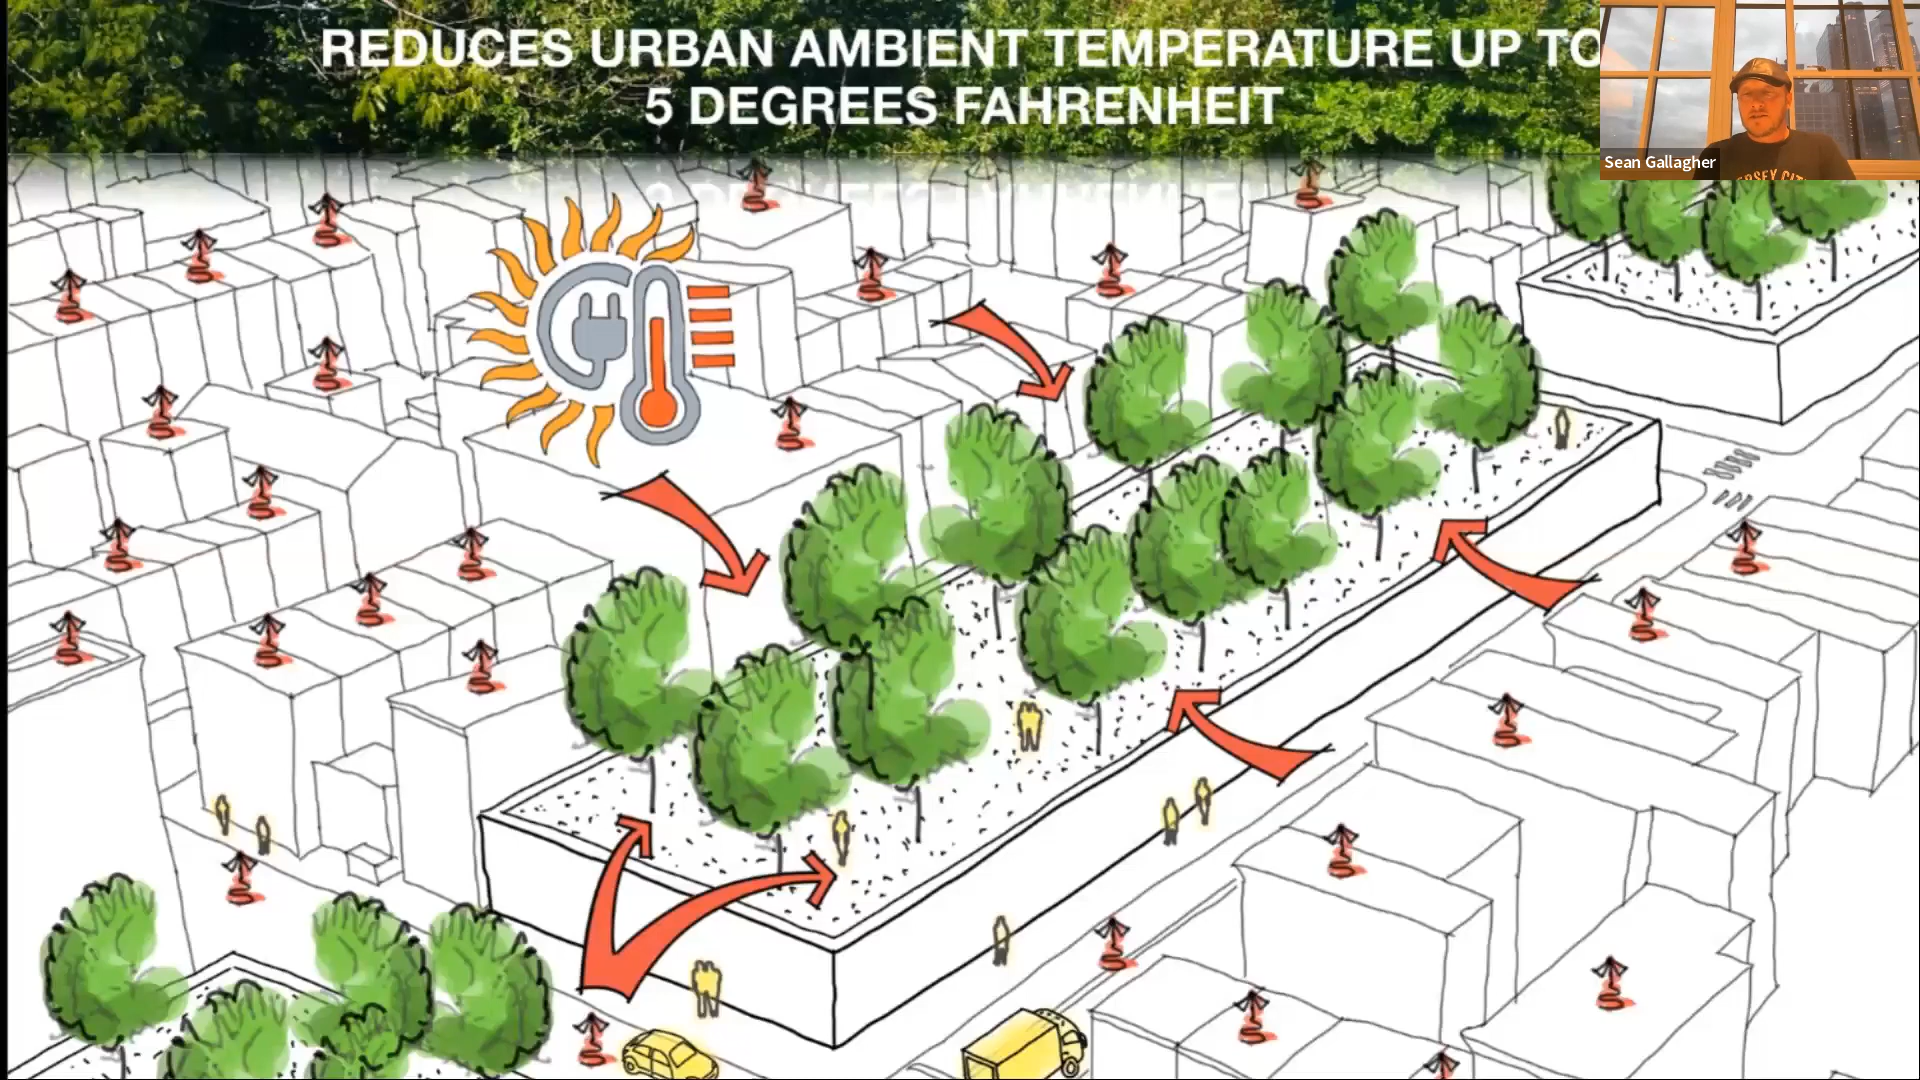 REDUCES URBAN AMBIENT TEMPERATURE UP TO
5 DEGREES FAHRENHEIT
Sean Gallagher